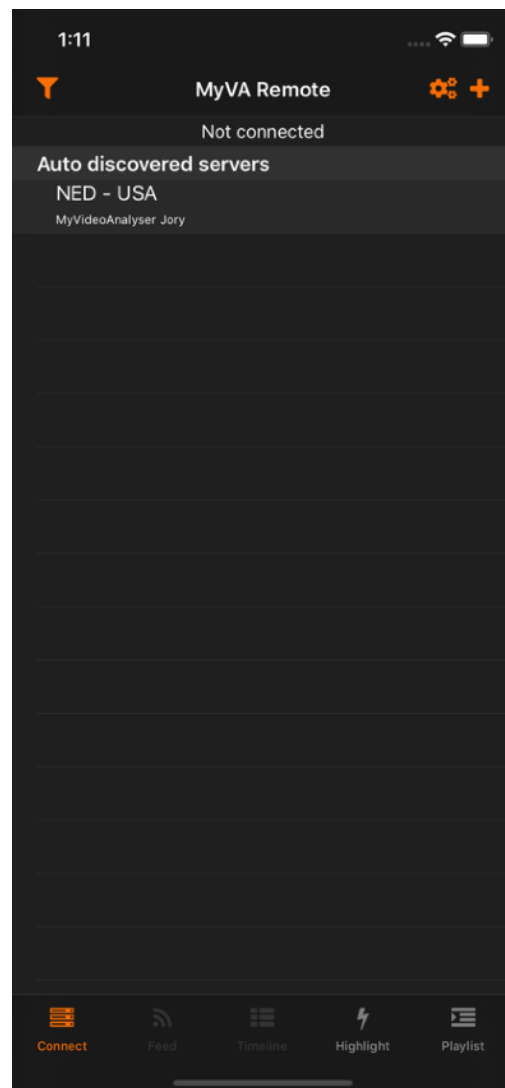 1:11
MyVA Remote
Not connected
Auto discovered servers
NED - USA
MyVideoAnalyser Jory
Connect
Feed
Timeline
Highlight
Playlist